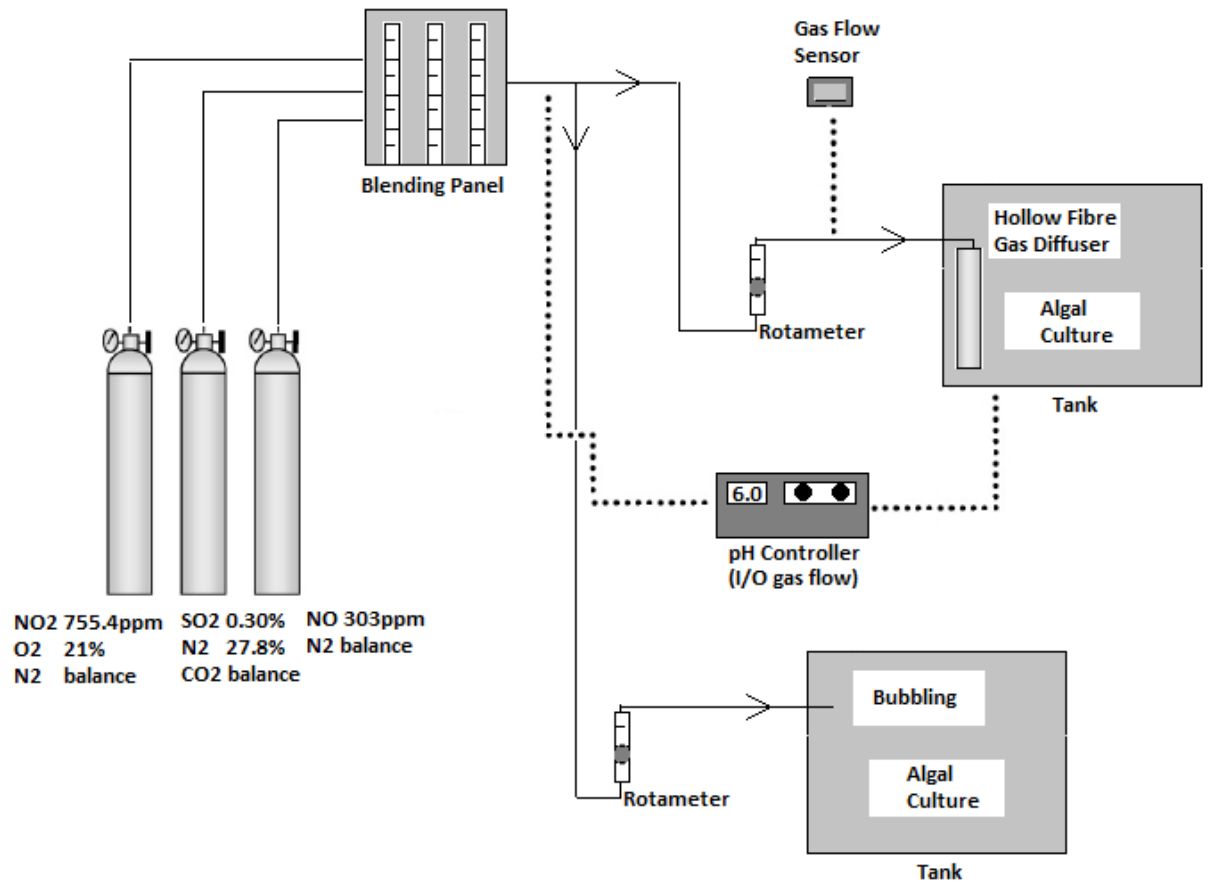 Gas Flow
Sensor
Blending Panel
Hollow Fibre
Gas Diffuser
Algal
Culture
Rotameter
Tank
6.0
pH Controller
(I/O gas flow)
NO2 755.4ppm
O2 21%
N2 balance
SO2 0.30%
N2 27.8%
CO2 balance
NO 303ppm
N2 balance
Bubbling
Algal
Culture
Rotameter
Tank